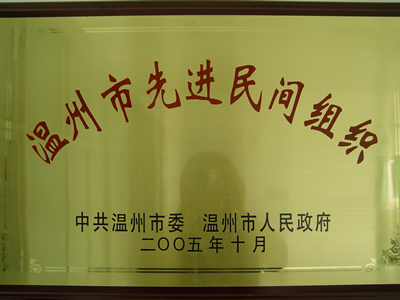 温州市先进民间组织
中共温州市委 温州市人民政府
二〇〇五年十月